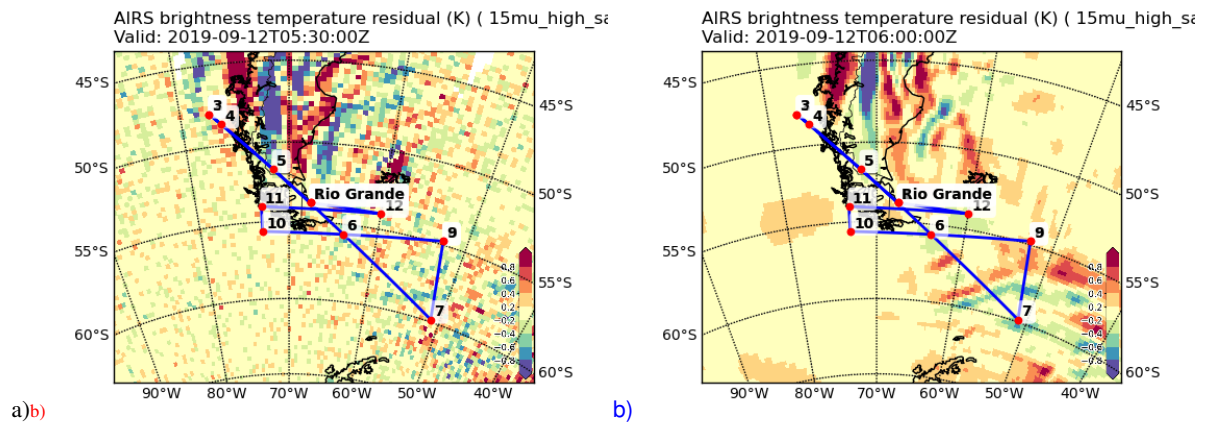 AIRS brightness temperature residual (K) ( 15mu_high_sa
Valid: 2019-09-12T05:30:00Z
45°S
50°S
55°S
60°S
45°S
50°S
55°S
60°S
90°W 80°W 70°W 60°W 50°W 40°W
3
4
5
Rio Grande
11
12
10
6
9
7
0.8
0.6
0.4
−0.2
−0.4
−0.6
−0.8
a)b)
AIRS brightness temperature residual (K) ( 15mu_high_sa
Valid: 2019-09-12T06:00:00Z
45°S
50°S
55°S
60°S
45°S
50°S
55°S
60°S
90°W 80°W 70°W 60°W 50°W 40°W
3
4
5
Rio Grande
11
12
10
6
9
7
0.8
0.6
0.4
−0.2
−0.4
−0.6
−0.8
b)